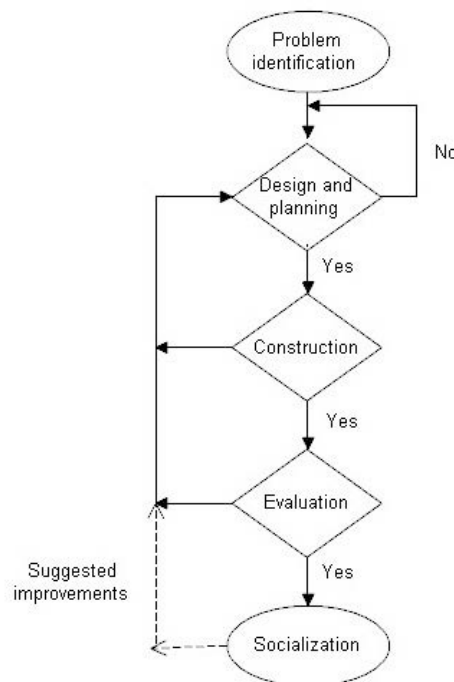 Problem
identification
No
Design and
planning
Yes
Construction
Yes
Evaluation
Yes
Suggested
improvements
Socialization